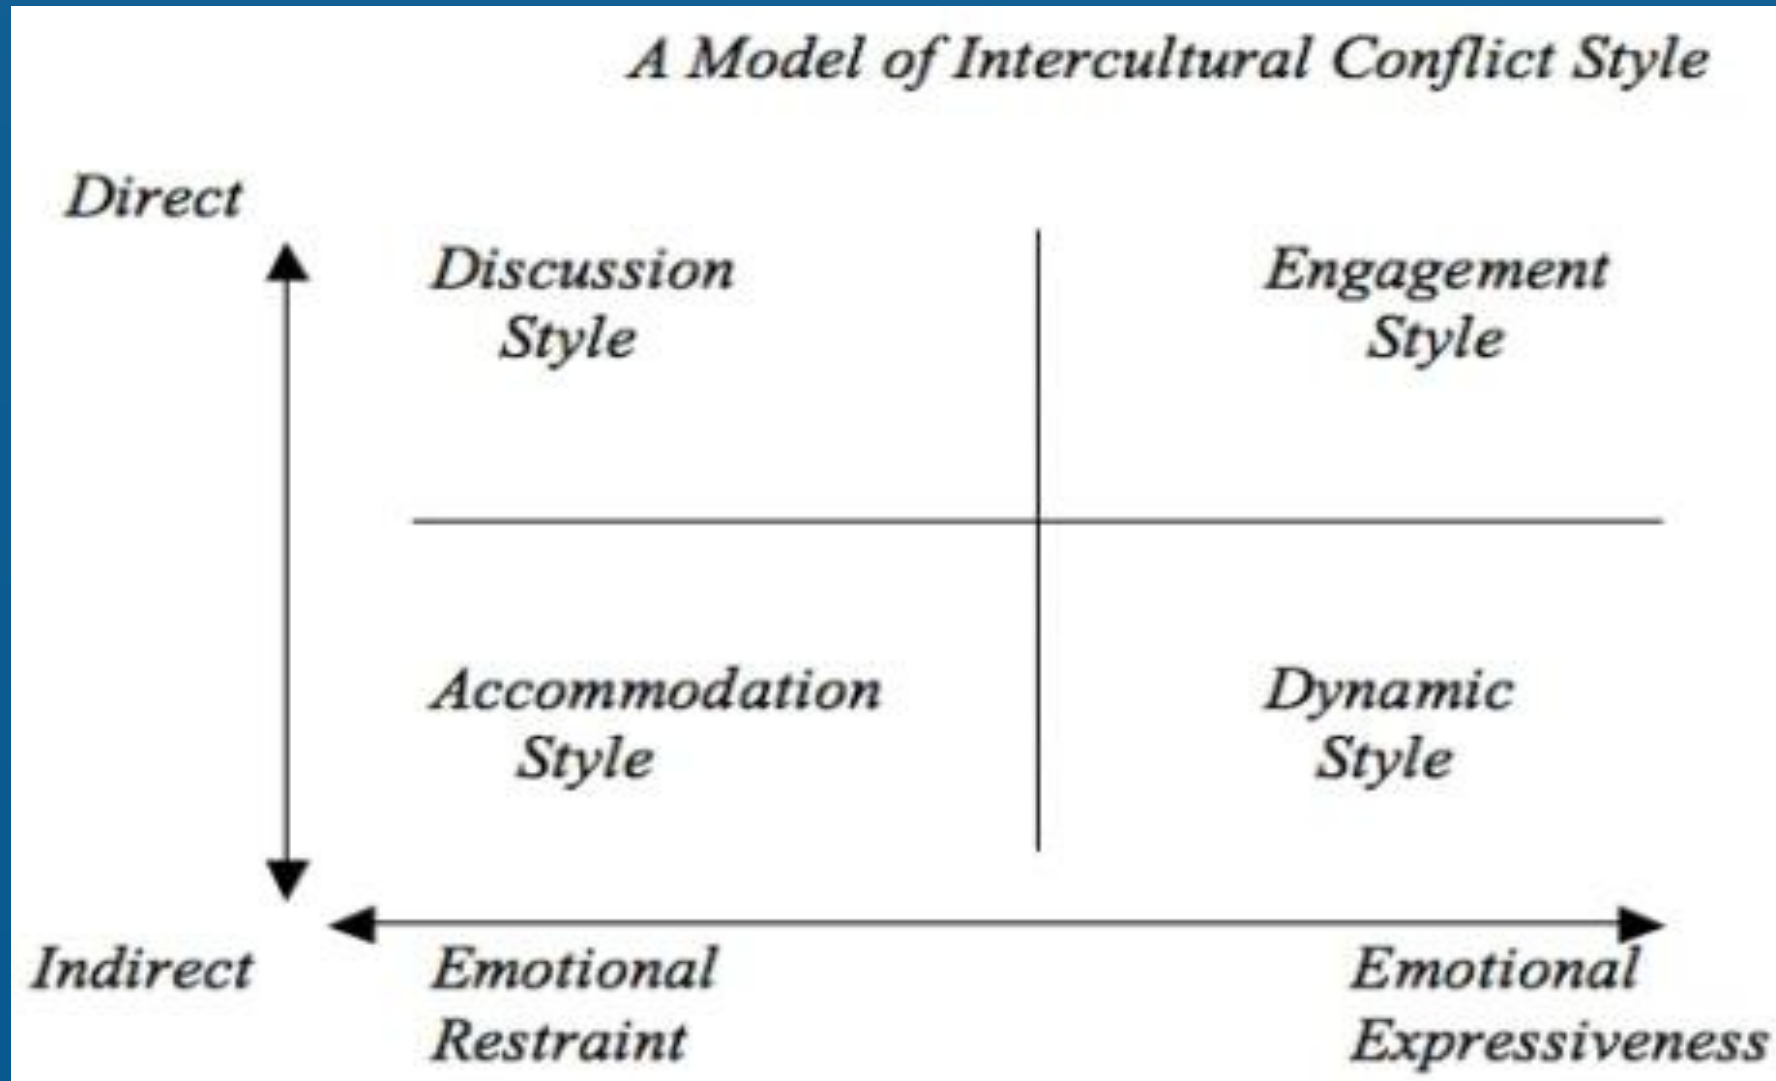 A Model of Intercultural Conflict Style
Direct
Discussion
Style
Engagement
Style
Accommodation
Style
Dynamic
Style
Indirect
Emotional
Restraint
Emotional
Expressiveness